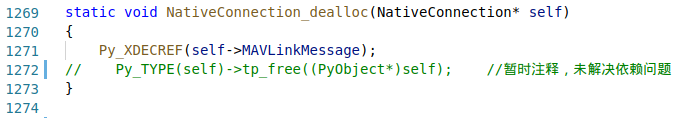 1269 static void NativeConnection_dealloc(NativeConnection* self)
1270 {
1271     Py_XDECREF(self->MAVLinkMessage);
1272 //    Py_TYPE(self)->tp_free((PyObject*)self);    //暂时注释，未解决依赖问题
1273 }
1274